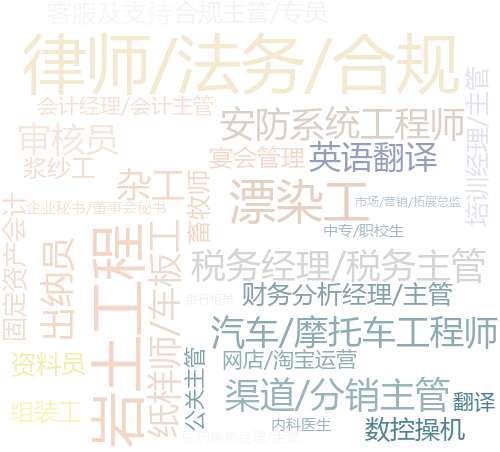 客服及支持合规主管/专员
律师/法务/合规
会计经理/会计主管
培训经理/主管
安防系统工程师
审核员
浆纱工
宴会管理
英语翻译
杂工
畜牧师
漂染工
企业秘书/董事会秘书
市场/营销/拓展总监
中专/职校生
固定资产会计
出纳员
岩土工程
纸样师/车板工
税务经理/税务主管
银行柜员
财务分析经理/主管
汽车/摩托车工程师
资料员
公关主管
网店/淘宝运营
渠道/分销主管
翻译
组装工
内科医生
数控操机